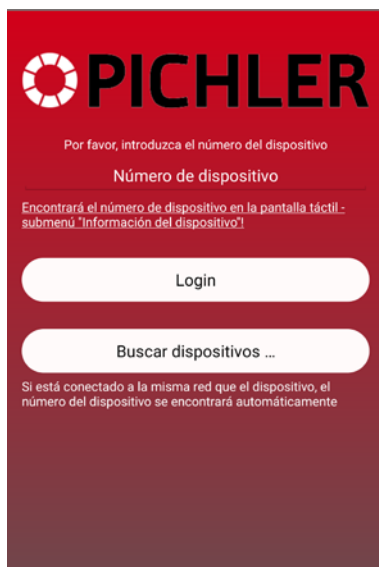 PICHLER
Por favor, introduzca el número del dispositivo
Número de dispositivo
Encontrará el número de dispositivo en la pantalla táctil -
submenú "Información del dispositivo"!
Login
Buscar dispositivos ...
Si está conectado a la misma red que el dispositivo, el
número del dispositivo se encontrará automáticamente